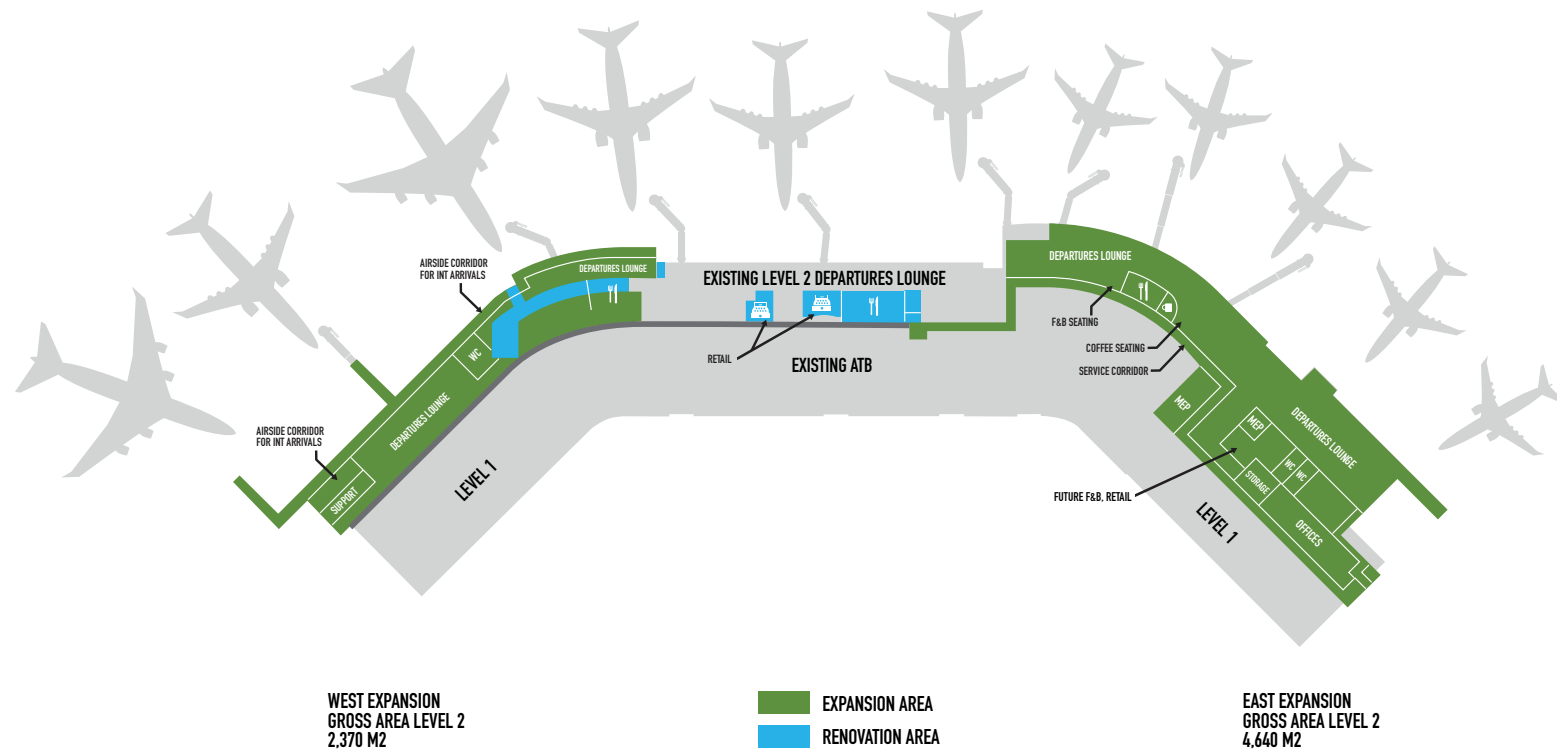 AIRSIDE CORRIDOR
FOR INT ARRIVALS
DEPARTURES LOUNGE
EXISTING LEVEL 2 DEPARTURES LOUNGE
DEPARTURES LOUNGE
F&B SEATING
COFFEE SEATING
SERVICE CORRIDOR
RETAIL
EXISTING ATB
WC
DEPARTURES LOUNGE
AIRSIDE CORRIDOR
FOR INT ARRIVALS
SUPPORT
LEVEL 1
MEP
MEP
DEPARTURES LOUNGE
WC
WC
STORAGE
FUTURE F&B, RETAIL
OFFICES
LEVEL 1
WEST EXPANSION
GROSS AREA LEVEL 2
2,370 M2
EXPANSION AREA
RENOVATION AREA
EAST EXPANSION
GROSS AREA LEVEL 2
4,640 M2